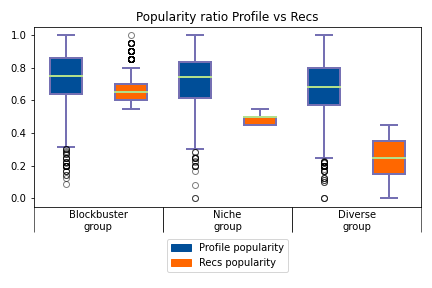 Popularity ratio Profile vs Recs
1.0
0.8
0.6
0.4
0.2
0.0
Blockbuster
group
Niche
group
Diverse
group
Profile popularity
Recs popularity